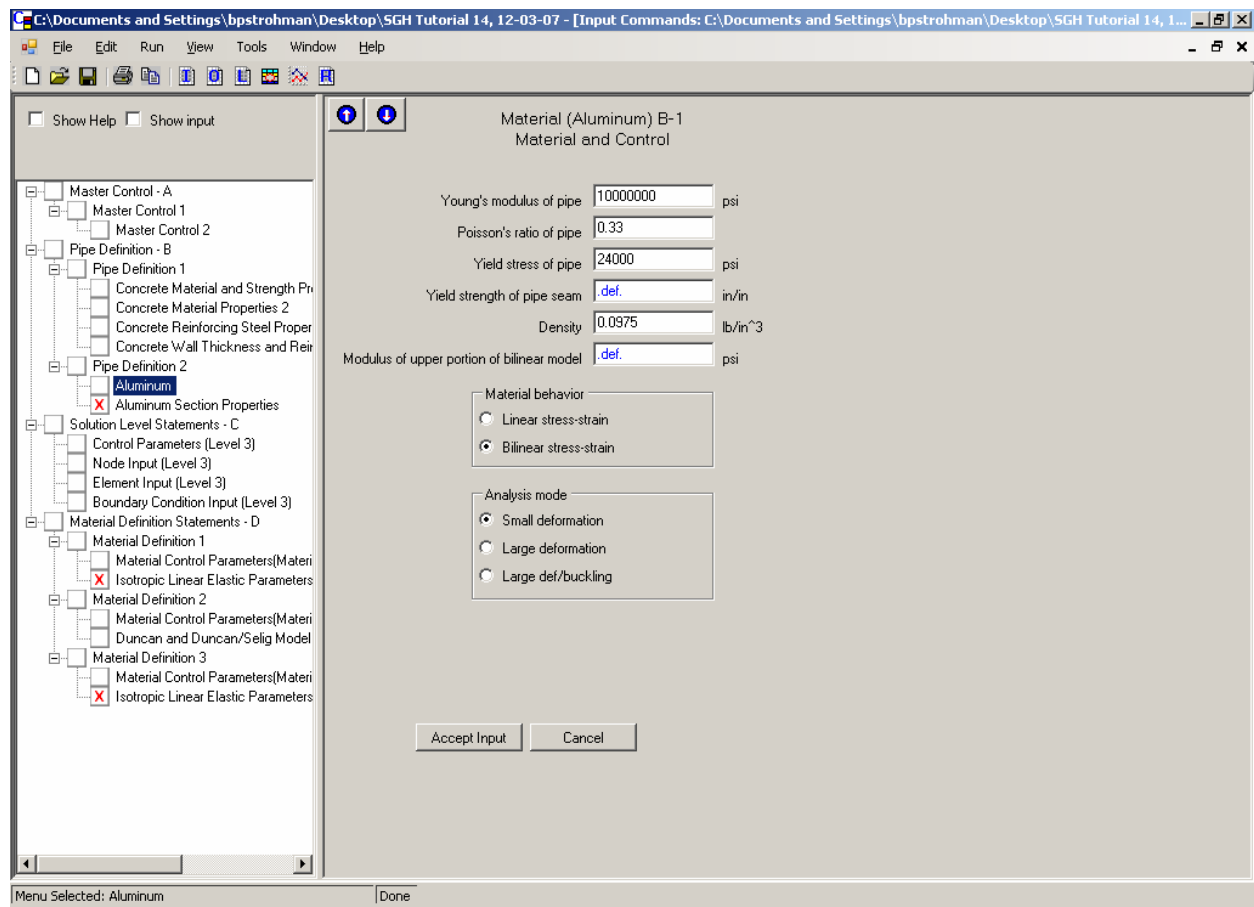 C:\Documents and Settings\bpstrohman\Desktop\SGH Tutorial 14, 12-03-07 - [Input Commands: C:\Documents and Settings\bpstrohman\Desktop\SGH Tutorial 14, 1...
File Edit Run View Tools Window Help
Show Help Show input
Master Control - A
Master Control 1
Master Control 2
Pipe Definition - B
Pipe Definition 1
Concrete Material and Strength Pr
Concrete Material Properties 2
Concrete Reinforcing Steel Proper
Concrete Wall Thickness and Rein
Pipe Definition 2
Aluminum
X Aluminum Section Properties
Solution Level Statements - C
Control Parameters (Level 3)
Node Input (Level 3)
Element Input (Level 3)
Boundary Condition Input (Level 3)
Material Definition Statements - D
Material Definition 1
Material Control Parameters(Materi
X Isotropic Linear Elastic Parameters
Material Definition 2
Material Control Parameters(Materi
Duncan and Duncan/Selig Model
Material Definition 3
Material Control Parameters(Materi
X Isotropic Linear Elastic Parameters
Material (Aluminum) B-1
Material and Control
Young's modulus of pipe 10000000 psi
Poisson's ratio of pipe 0.33
Yield stress of pipe 24000 psi
Yield strength of pipe seam .def. in/in
Density 0.0975 lb/in^3
Modulus of upper portion of bilinear model .def. psi
Material behavior
Linear stress-strain
Bilinear stress-strain
Analysis mode
Small deformation
Large deformation
Large def/buckling
Accept Input Cancel
Menu Selected: Aluminum Done